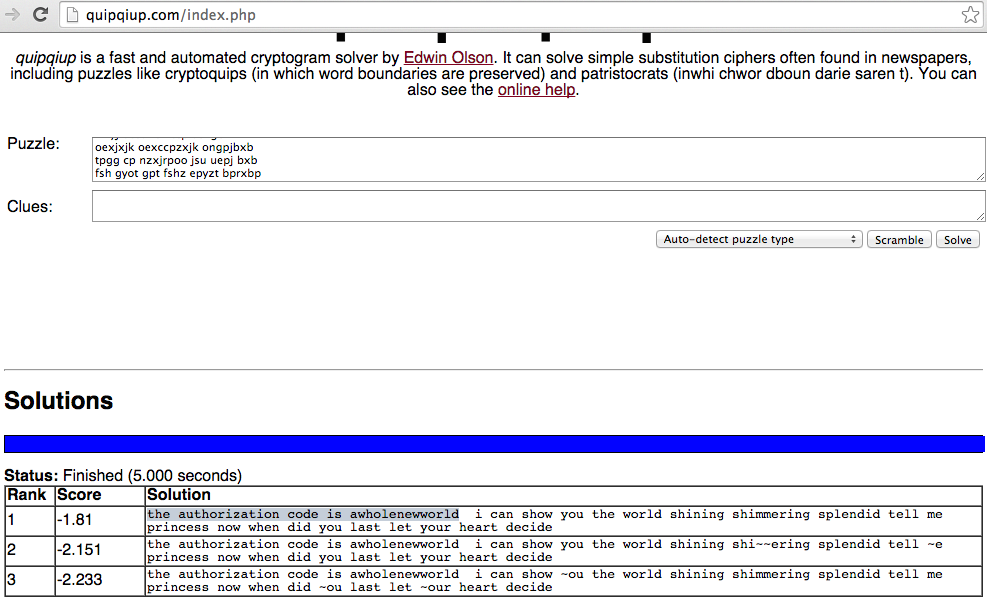 quipqiup.com/index.php
quipqiup is a fast and automated cryptogram solver by Edwin Olson. It can solve simple substitution ciphers often found in newspapers,
including puzzles like cryptoquips (in which word boundaries are preserved) and patristocrats (inwhi chwor dboun darie saren t). You can
also see the online help.
Puzzle:
oexjxjk oexccpzxjk ongpjbxb
tpgg cp nzxjrpoo jsu uepj bxb
fsh gyot gpt fshz epyzt bprxbp
Clues:
Auto-detect puzzle type Scramble Solve
Solutions
Status: Finished (5.000 seconds)
Rank Score Solution
1 -1.81 the authorization code is awholenewworld i can show you the world shining shimmering splendid tell me
princess now when did you last let your heart decide
2 -2.151 the authorization code is awholenewworld i can show you the world shining shi~~ering splendid tell ~e
princess now when did you last let your heart decide
3 -2.233 the authorization code is awholenewworld i can show ~ou the world shining shimmering splendid tell me
princess now when did ~ou last let ~our heart decide